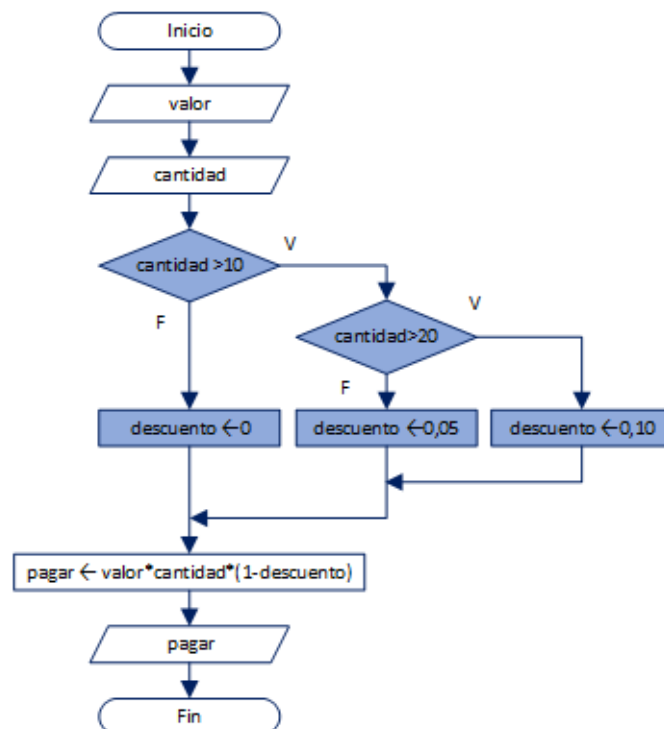 Inicio
valor
cantidad
cantidad >10
V
F
cantidad>20
V
F
descuento ←0
descuento ←0,05
descuento ←0,10
pagar ← valor*cantidad*(1-descuento)
pagar
Fin